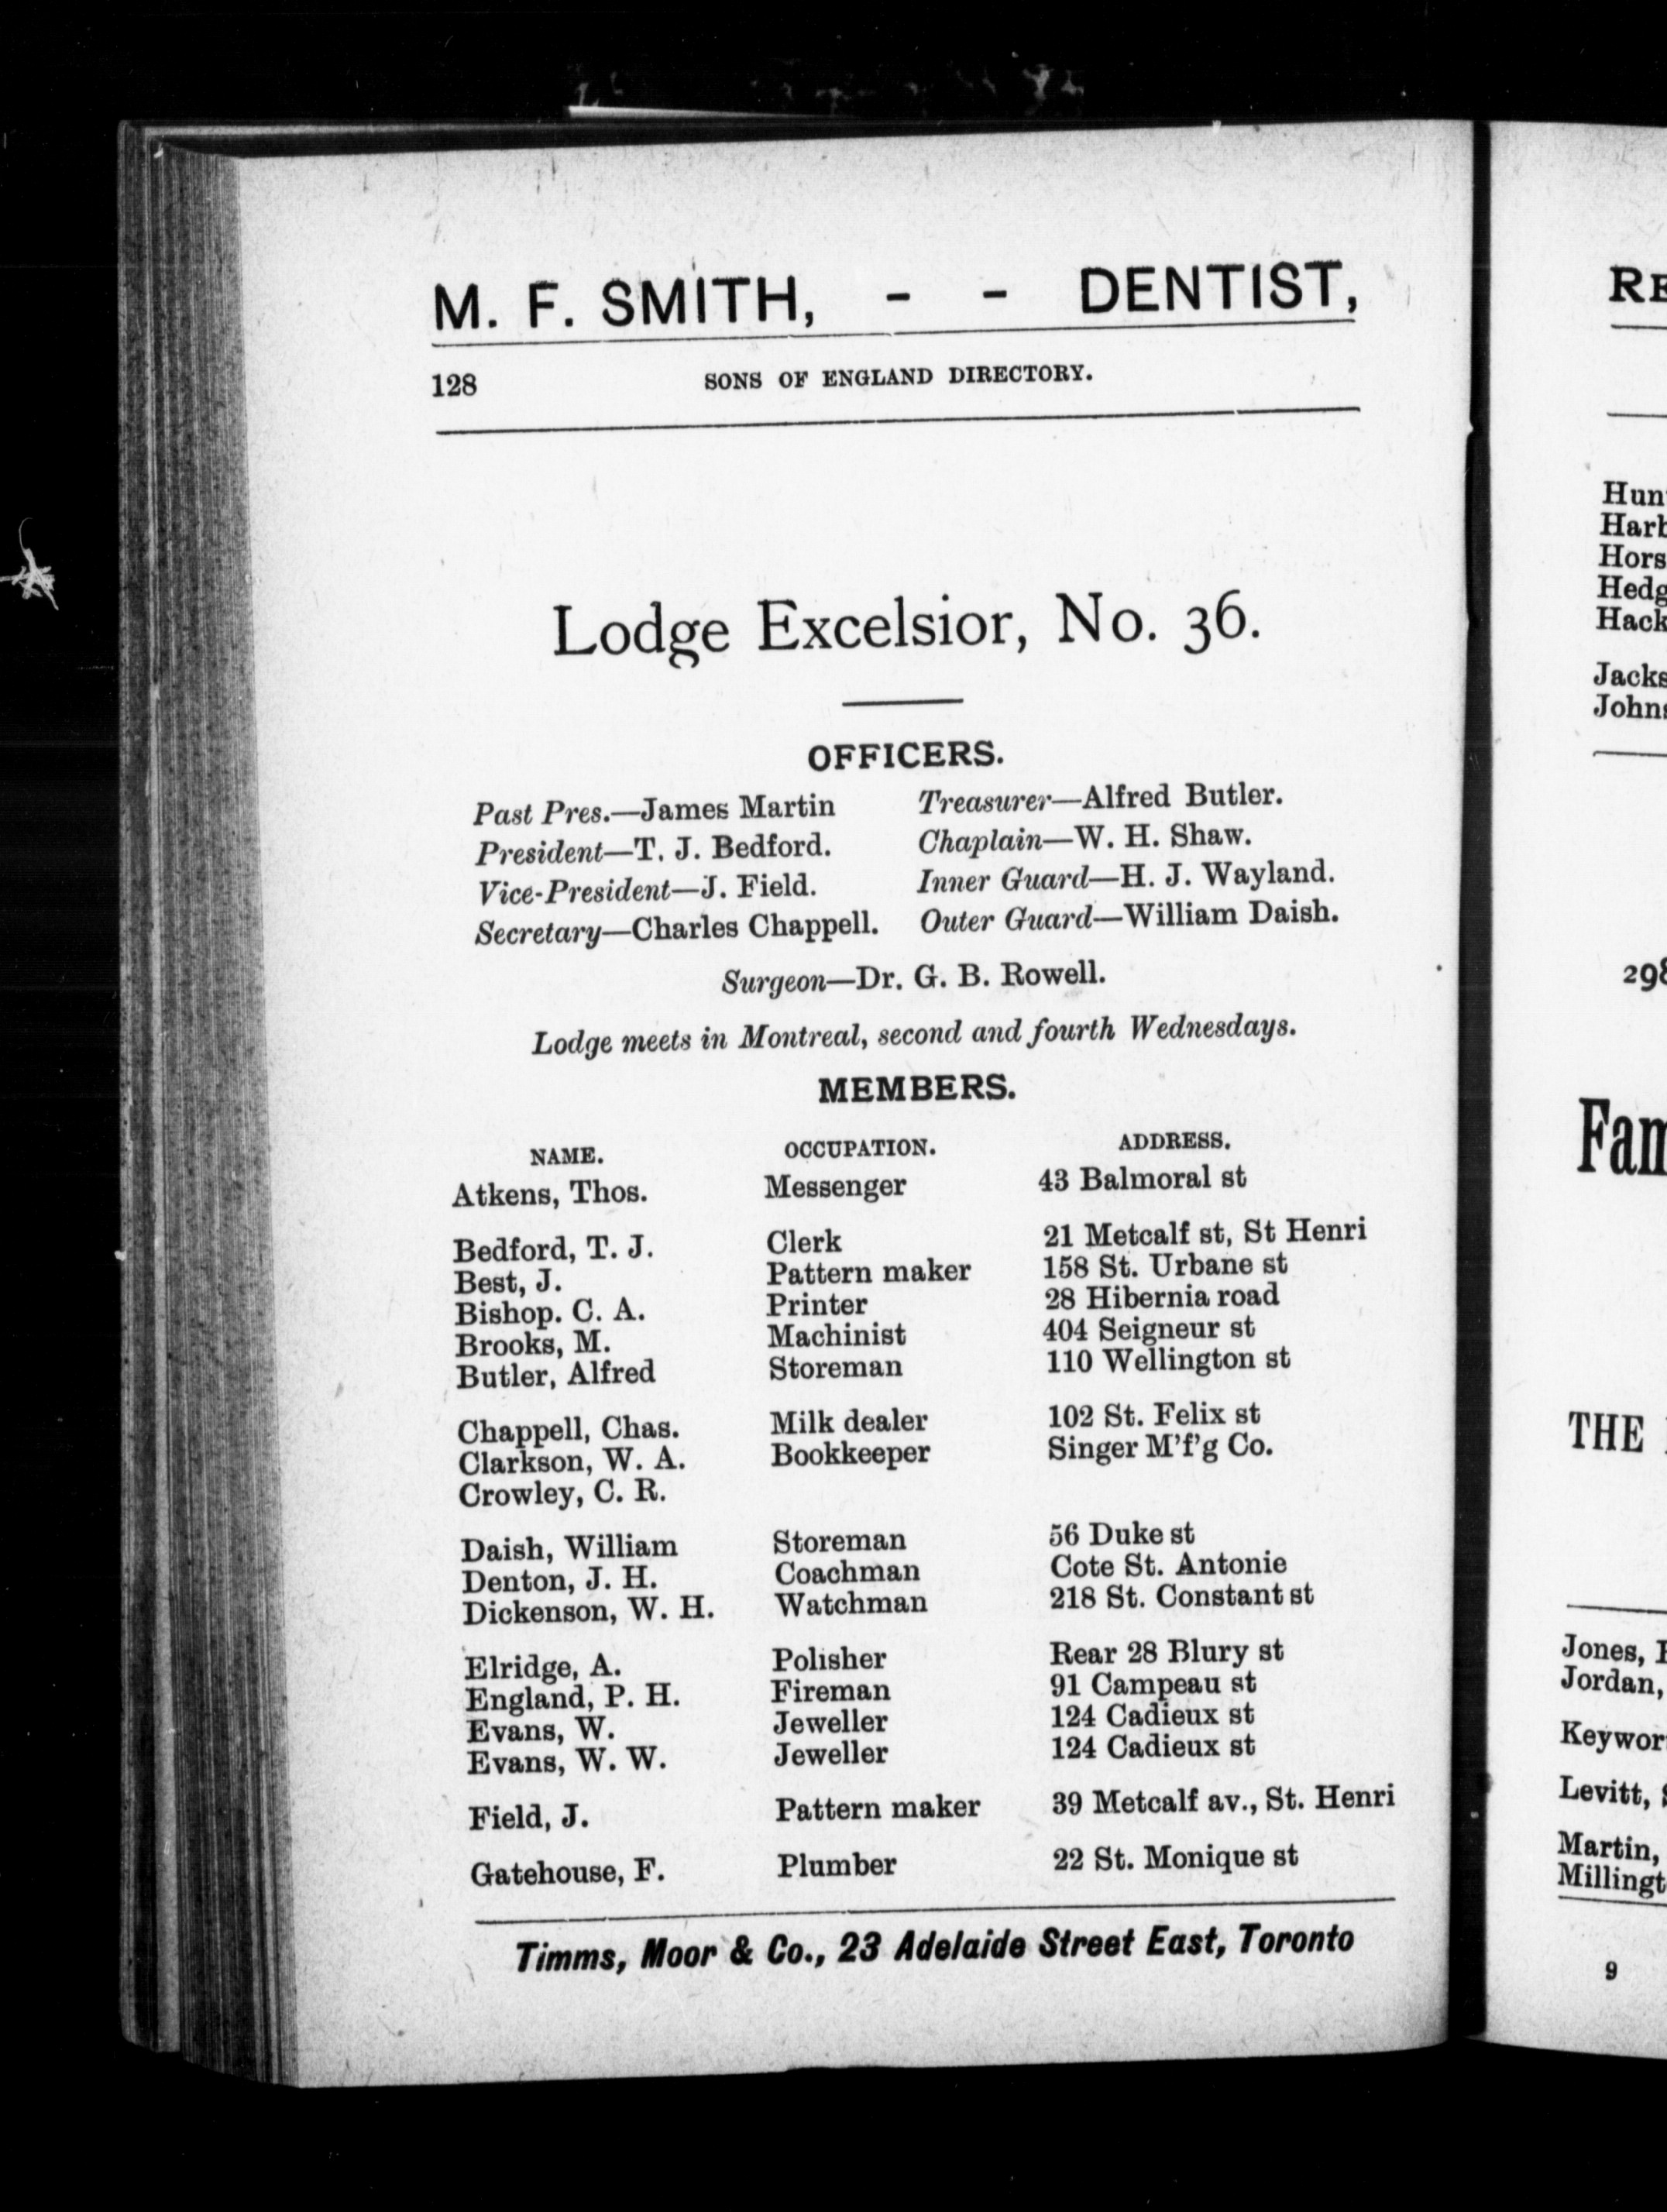 M. F. SMITH, - - DENTIST,
128 SONS OF ENGLAND DIRECTORY.
Lodge Excelsior, No. 36.
OFFICERS.
Past Pres.—James Martin Treasurer—Alfred Butler.
President—T. J. Bedford. Chaplain—W. H. Shaw.
Vice-President—J. Field. Inner Guard—H. J. Wayland.
Secretary—Charles Chappell. Outer Guard—William Daish.
Surgeon—Dr. G. B. Rowell.
Lodge meets in Montreal, second and fourth Wednesdays.
MEMBERS.
NAME. OCCUPATION. ADDRESS.
Atkens, Thos. Messenger 43 Balmoral st
Bedford, T. J. Clerk 21 Metcalf st, St Henri
Best, J. Pattern maker 158 St. Urbane st
Bishop. C. A. Printer 28 Hibernia road
Brooks, M. Machinist 404 Seigneur st
Butler, Alfred Storeman 110 Wellington st
Chappell, Chas. Milk dealer 102 St. Felix st
Clarkson, W. A. Bookkeeper Singer M'f'g Co.
Crowley, C. R.
Daish, William Storeman 56 Duke st
Denton, J. H. Coachman Cote St. Antonie
Dickenson, W. H. Watchman 218 St. Constant st
Elridge, A. Polisher Rear 28 Blury st
England, P. H. Fireman 91 Campeau st
Evans, W. Jeweller 124 Cadieux st
Evans, W. W. Jeweller 124 Cadieux st
Field, J. Pattern maker 39 Metcalf av., St. Henri
Gatehouse, F. Plumber 22 St. Monique st
Timms, Moor & Co., 23 Adelaide Street East, Toronto
THE
Jones,
Jordan,
Levitt,
Martin,
9